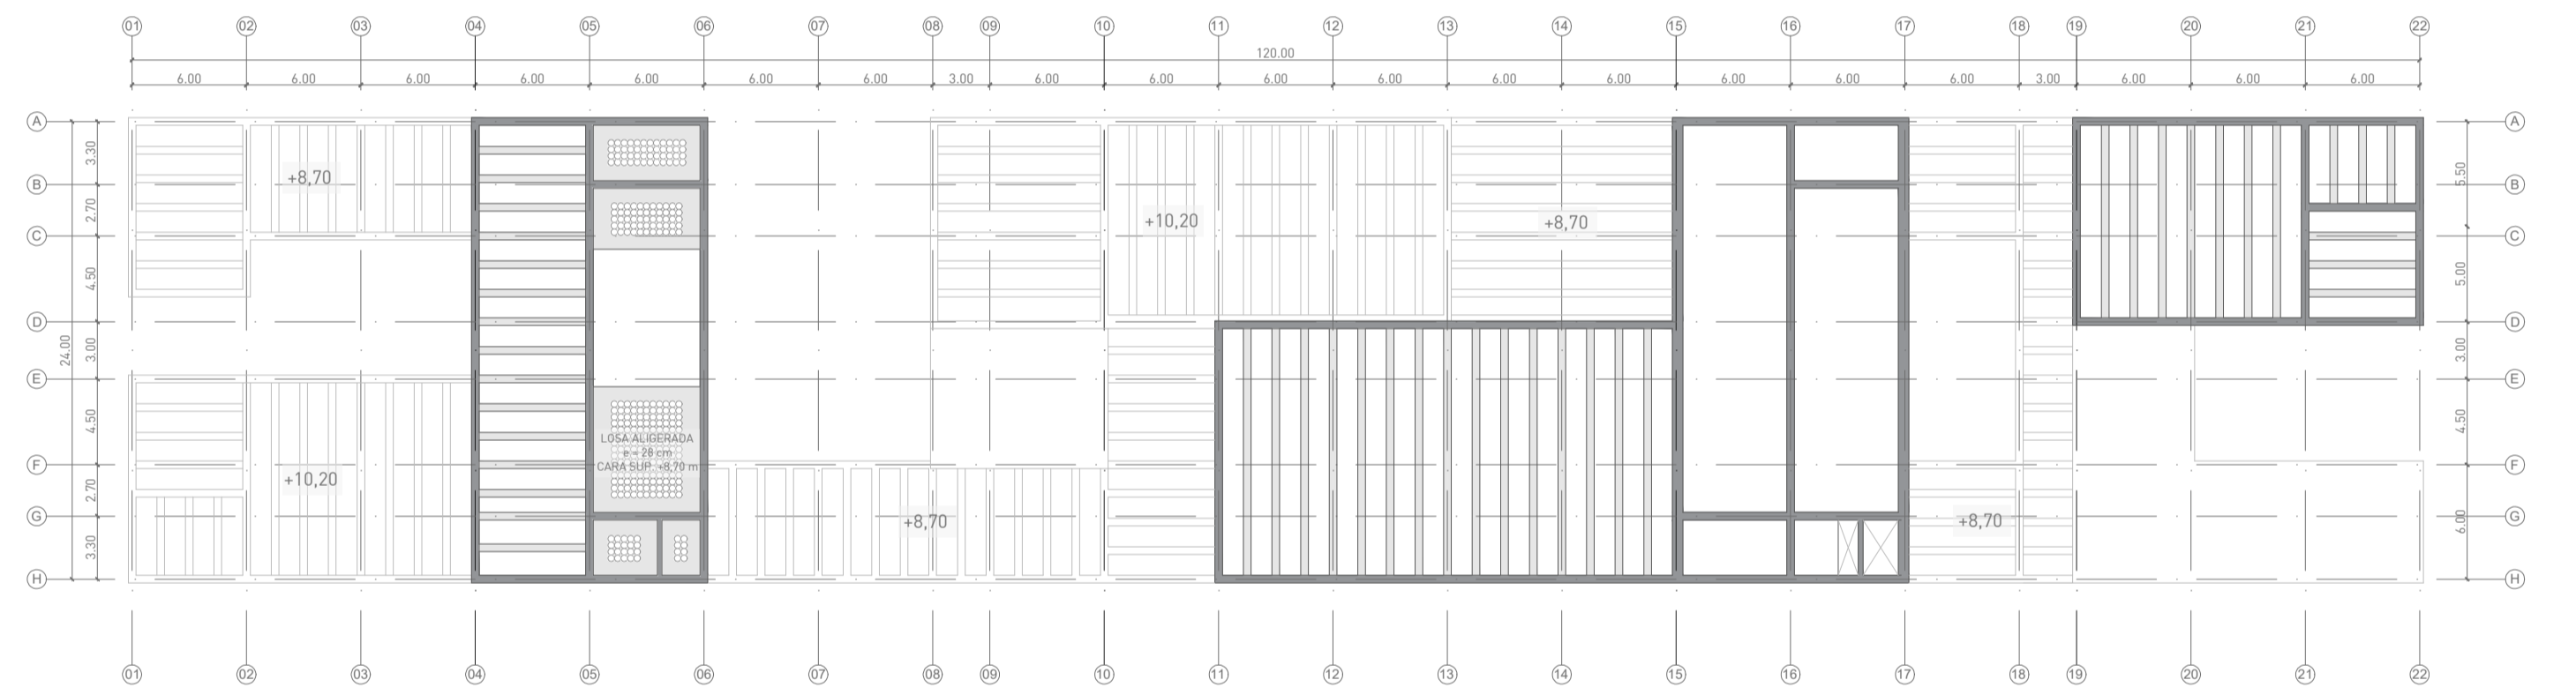 01 02 03 04 05 06 07 08 09 10 11 12 13 14 15 16 17 18 19 20 21 22
120.00
6.00 6.00 6.00 6.00 6.00 6.00 6.00 3.00 6.00 6.00 6.00 6.00 6.00 6.00 6.00 6.00 6.00 3.00 6.00 6.00 6.00
A A
3.30 5.50
+8,70
B B
2.70
+10,20 +8,70
C C
4.50 5.00
D D
24.00 3.00 3.00
E E
4.50 4.50
LOSA ALIGERADA
e = 28 cm
CARA SUP. +8,70 m
F F
+10,20
2.70
G G
+8,70 +8,70 6.00
3.30
H H
01 02 03 04 05 06 07 08 09 10 11 12 13 14 15 16 17 18 19 20 21 22